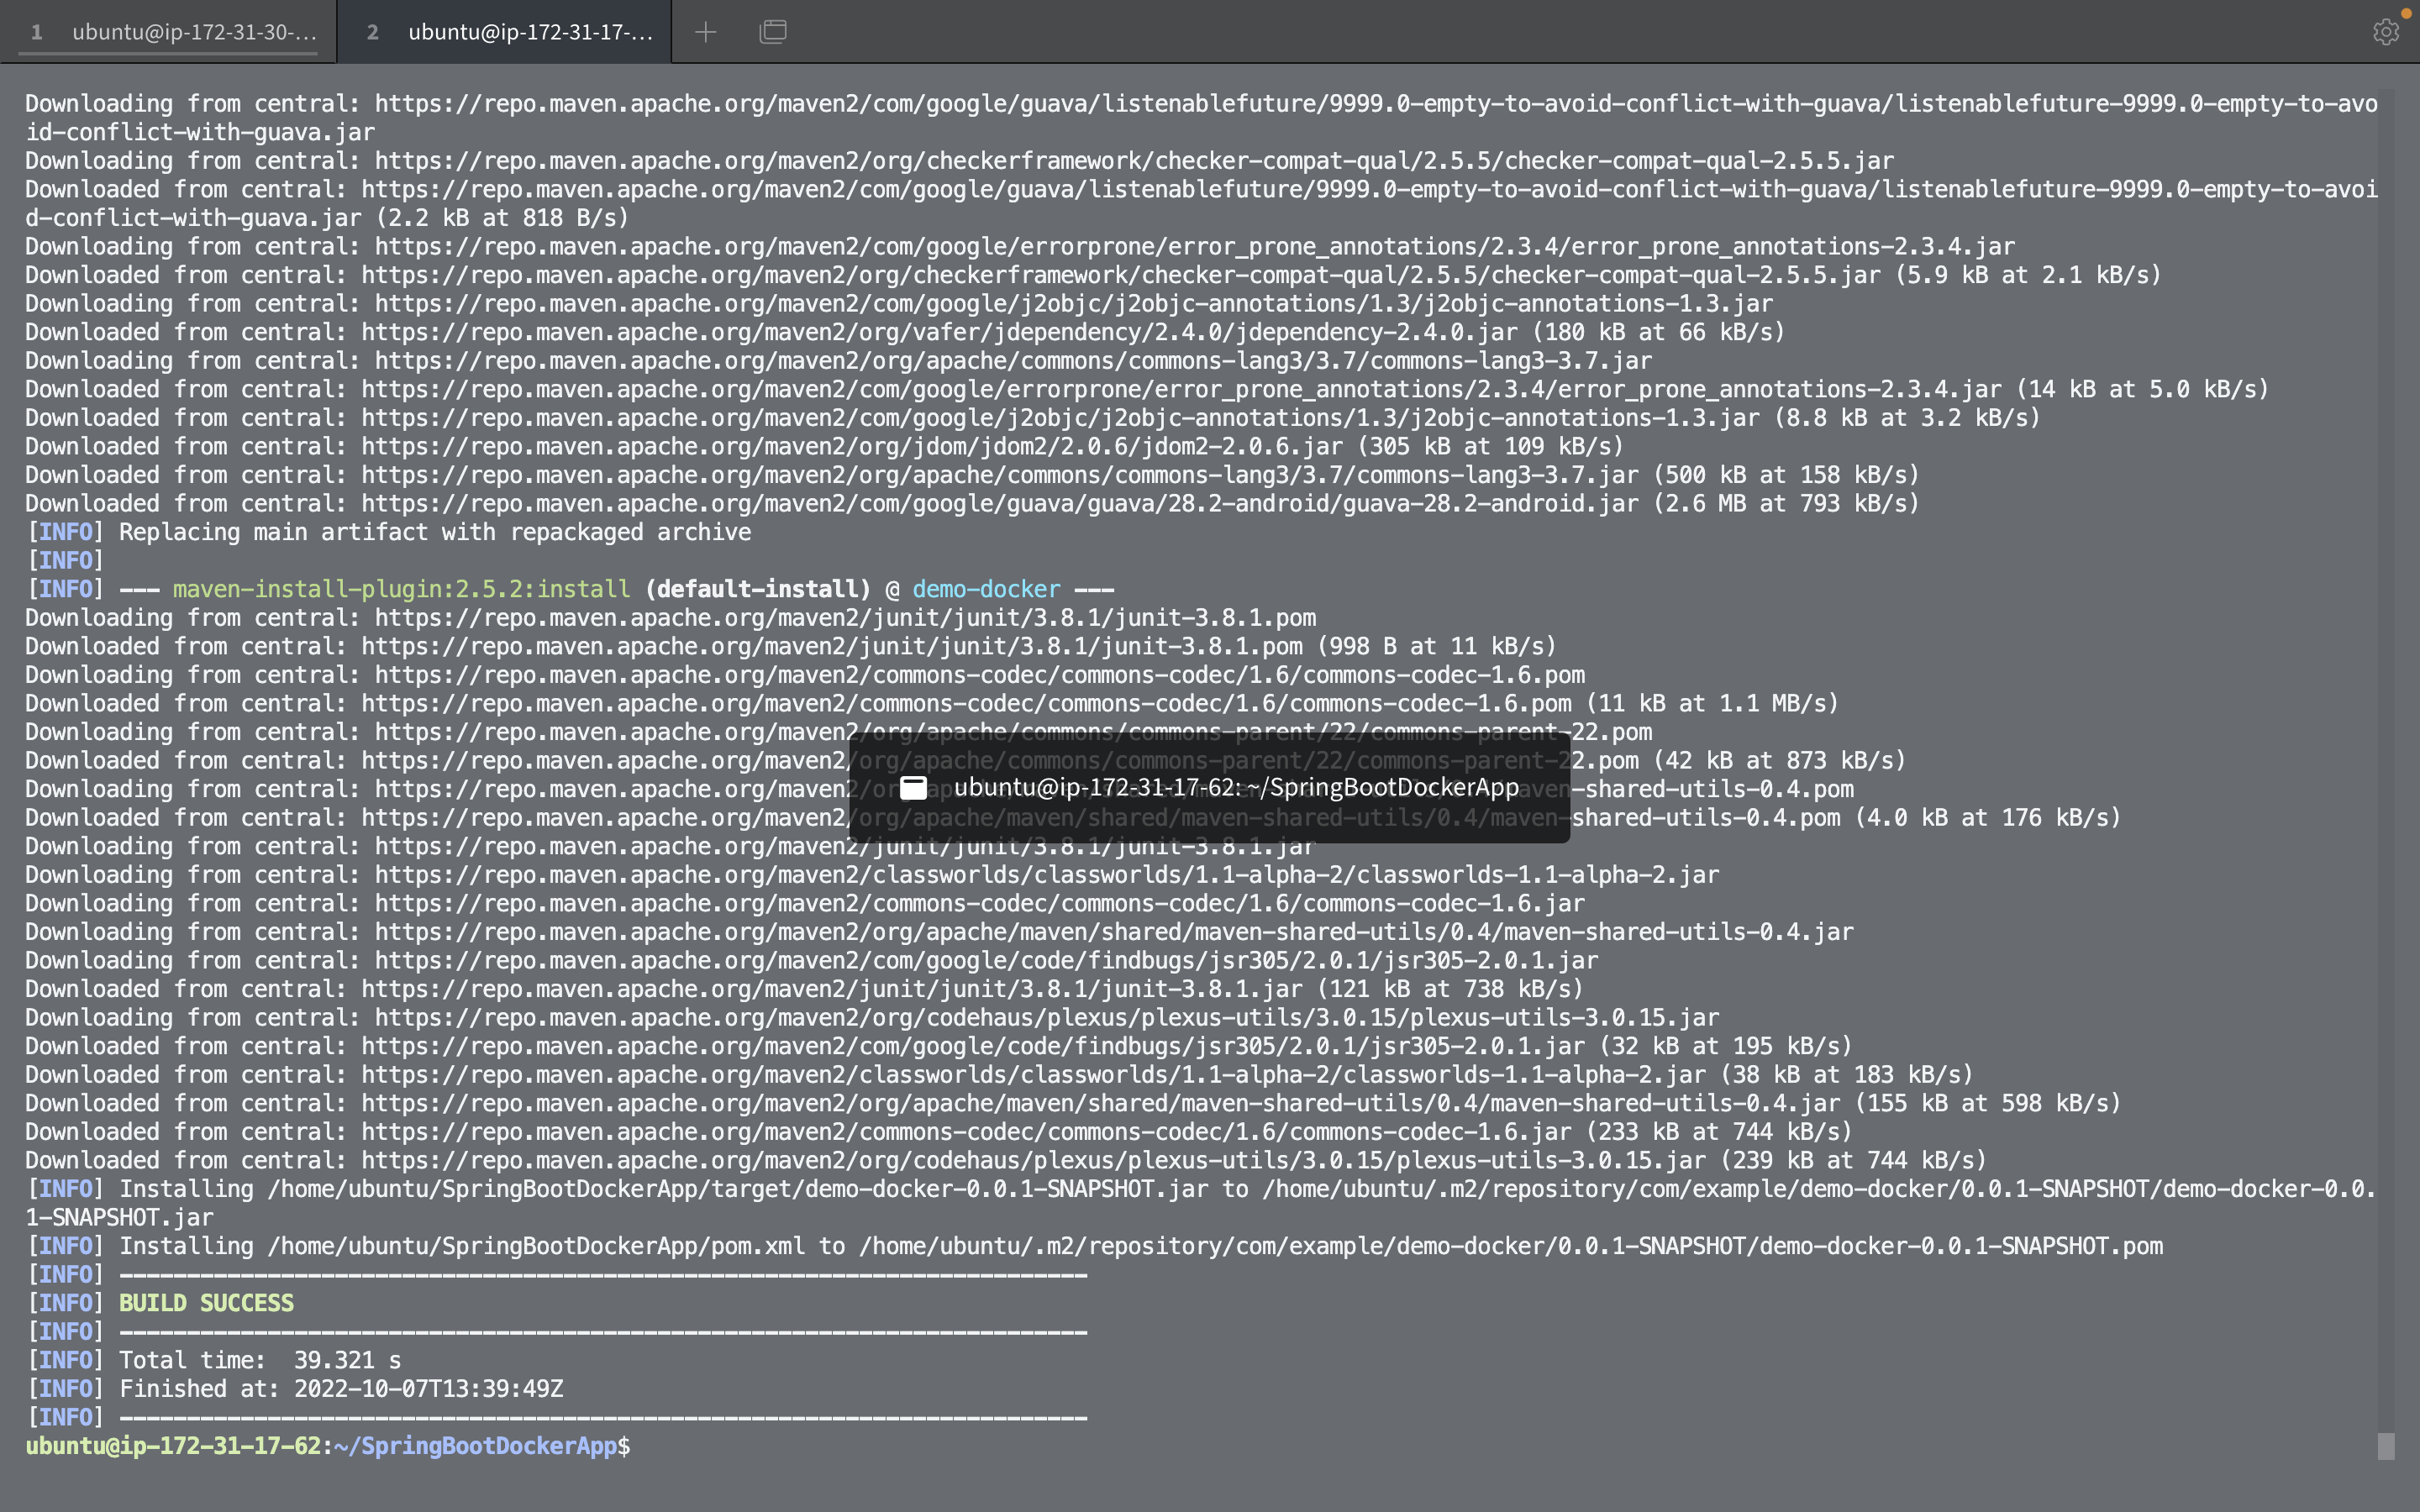 1 ubuntu@ip-172-31-30-...
2 ubuntu@ip-172-31-17-...
Downloading from central: https://repo.maven.apache.org/maven2/com/google/guava/listenablefuture/9999.0-empty-to-avoid-conflict-with-guava/listenablefuture-9999.0-empty-to-avo
id-conflict-with-guava.jar
Downloading from central: https://repo.maven.apache.org/maven2/org/checkerframework/checker-compat-qual/2.5.5/checker-compat-qual-2.5.5.jar
Downloaded from central: https://repo.maven.apache.org/maven2/com/google/guava/listenablefuture/9999.0-empty-to-avoid-conflict-with-guava/listenablefuture-9999.0-empty-to-avoi
d-conflict-with-guava.jar (2.2 kB at 818 B/s)
Downloading from central: https://repo.maven.apache.org/maven2/com/google/errorprone/error_prone_annotations/2.3.4/error_prone_annotations-2.3.4.jar
Downloaded from central: https://repo.maven.apache.org/maven2/org/checkerframework/checker-compat-qual/2.5.5/checker-compat-qual-2.5.5.jar (5.9 kB at 2.1 kB/s)
Downloading from central: https://repo.maven.apache.org/maven2/com/google/j2objc/j2objc-annotations/1.3/j2objc-annotations-1.3.jar
Downloaded from central: https://repo.maven.apache.org/maven2/org/vafer/jdependency/2.4.0/jdependency-2.4.0.jar (180 kB at 66 kB/s)
Downloading from central: https://repo.maven.apache.org/maven2/org/apache/commons/commons-lang3/3.7/commons-lang3-3.7.jar
Downloaded from central: https://repo.maven.apache.org/maven2/com/google/errorprone/error_prone_annotations/2.3.4/error_prone_annotations-2.3.4.jar (14 kB at 5.0 kB/s)
Downloaded from central: https://repo.maven.apache.org/maven2/com/google/j2objc/j2objc-annotations/1.3/j2objc-annotations-1.3.jar (8.8 kB at 3.2 kB/s)
Downloaded from central: https://repo.maven.apache.org/maven2/org/jdom/jdom2/2.0.6/jdom2-2.0.6.jar (305 kB at 109 kB/s)
Downloaded from central: https://repo.maven.apache.org/maven2/org/apache/commons/commons-lang3/3.7/commons-lang3-3.7.jar (500 kB at 158 kB/s)
Downloaded from central: https://repo.maven.apache.org/maven2/com/google/guava/guava/28.2-android/guava-28.2-android.jar (2.6 MB at 793 kB/s)
[INFO] Replacing main artifact with repackaged archive
[INFO]
[INFO] --- maven-install-plugin:2.5.2:install (default-install) @ demo-docker ---
Downloading from central: https://repo.maven.apache.org/maven2/junit/junit/3.8.1/junit-3.8.1.pom
Downloaded from central: https://repo.maven.apache.org/maven2/junit/junit/3.8.1/junit-3.8.1.pom (998 B at 11 kB/s)
Downloading from central: https://repo.maven.apache.org/maven2/commons-codec/commons-codec/1.6/commons-codec-1.6.pom
Downloaded from central: https://repo.maven.apache.org/maven2/commons-codec/commons-codec/1.6/commons-codec-1.6.pom (11 kB at 1.1 MB/s)
Downloading from central: https://repo.maven.apache.org/maven2/org/apache/commons/commons-parent/22/commons-parent-22.pom
Downloaded from central: https://repo.maven.apache.org/maven2/org/apache/commons/commons-parent/22/commons-parent-22.pom (42 kB at 873 kB/s)
Downloading from central: https://repo.maven.apache.org/maven2/org/ -shared-utils-0.4.pom
ubuntu@ip-172-31-17-62: ~/SpringBootDockerApp
Downloaded from central: https://repo.maven.apache.org/maven2/org/apache/maven/shared/maven-shared-utils/0.4/maven-shared-utils-0.4.pom (4.0 kB at 176 kB/s)
Downloading from central: https://repo.maven.apache.org/maven2/junit/junit/3.8.1/junit-3.8.1.jar
Downloading from central: https://repo.maven.apache.org/maven2/classworlds/classworlds/1.1-alpha-2/classworlds-1.1-alpha-2.jar
Downloading from central: https://repo.maven.apache.org/maven2/commons-codec/commons-codec/1.6/commons-codec-1.6.jar
Downloading from central: https://repo.maven.apache.org/maven2/org/apache/maven/shared/maven-shared-utils/0.4/maven-shared-utils-0.4.jar
Downloading from central: https://repo.maven.apache.org/maven2/com/google/code/findbugs/jsr305/2.0.1/jsr305-2.0.1.jar
Downloaded from central: https://repo.maven.apache.org/maven2/junit/junit/3.8.1/junit-3.8.1.jar (121 kB at 738 kB/s)
Downloading from central: https://repo.maven.apache.org/maven2/org/codehaus/plexus/plexus-utils/3.0.15/plexus-utils-3.0.15.jar
Downloaded from central: https://repo.maven.apache.org/maven2/com/google/code/findbugs/jsr305/2.0.1/jsr305-2.0.1.jar (32 kB at 195 kB/s)
Downloaded from central: https://repo.maven.apache.org/maven2/classworlds/classworlds/1.1-alpha-2/classworlds-1.1-alpha-2.jar (38 kB at 183 kB/s)
Downloaded from central: https://repo.maven.apache.org/maven2/org/apache/maven/shared/maven-shared-utils/0.4/maven-shared-utils-0.4.jar (155 kB at 598 kB/s)
Downloaded from central: https://repo.maven.apache.org/maven2/commons-codec/commons-codec/1.6/commons-codec-1.6.jar (233 kB at 744 kB/s)
Downloaded from central: https://repo.maven.apache.org/maven2/org/codehaus/plexus/plexus-utils/3.0.15/plexus-utils-3.0.15.jar (239 kB at 744 kB/s)
[INFO] Installing /home/ubuntu/SpringBootDockerApp/target/demo-docker-0.0.1-SNAPSHOT.jar to /home/ubuntu/.m2/repository/com/example/demo-docker/0.0.1-SNAPSHOT/demo-docker-0.0.
1-SNAPSHOT.jar
[INFO] Installing /home/ubuntu/SpringBootDockerApp/pom.xml to /home/ubuntu/.m2/repository/com/example/demo-docker/0.0.1-SNAPSHOT/demo-docker-0.0.1-SNAPSHOT.pom
[INFO] ------------------------------------------------------------------------
[INFO] BUILD SUCCESS
[INFO] ------------------------------------------------------------------------
[INFO] Total time:  39.321 s
[INFO] Finished at: 2022-10-07T13:39:49Z
[INFO] ------------------------------------------------------------------------
ubuntu@ip-172-31-17-62:~/SpringBootDockerApp$